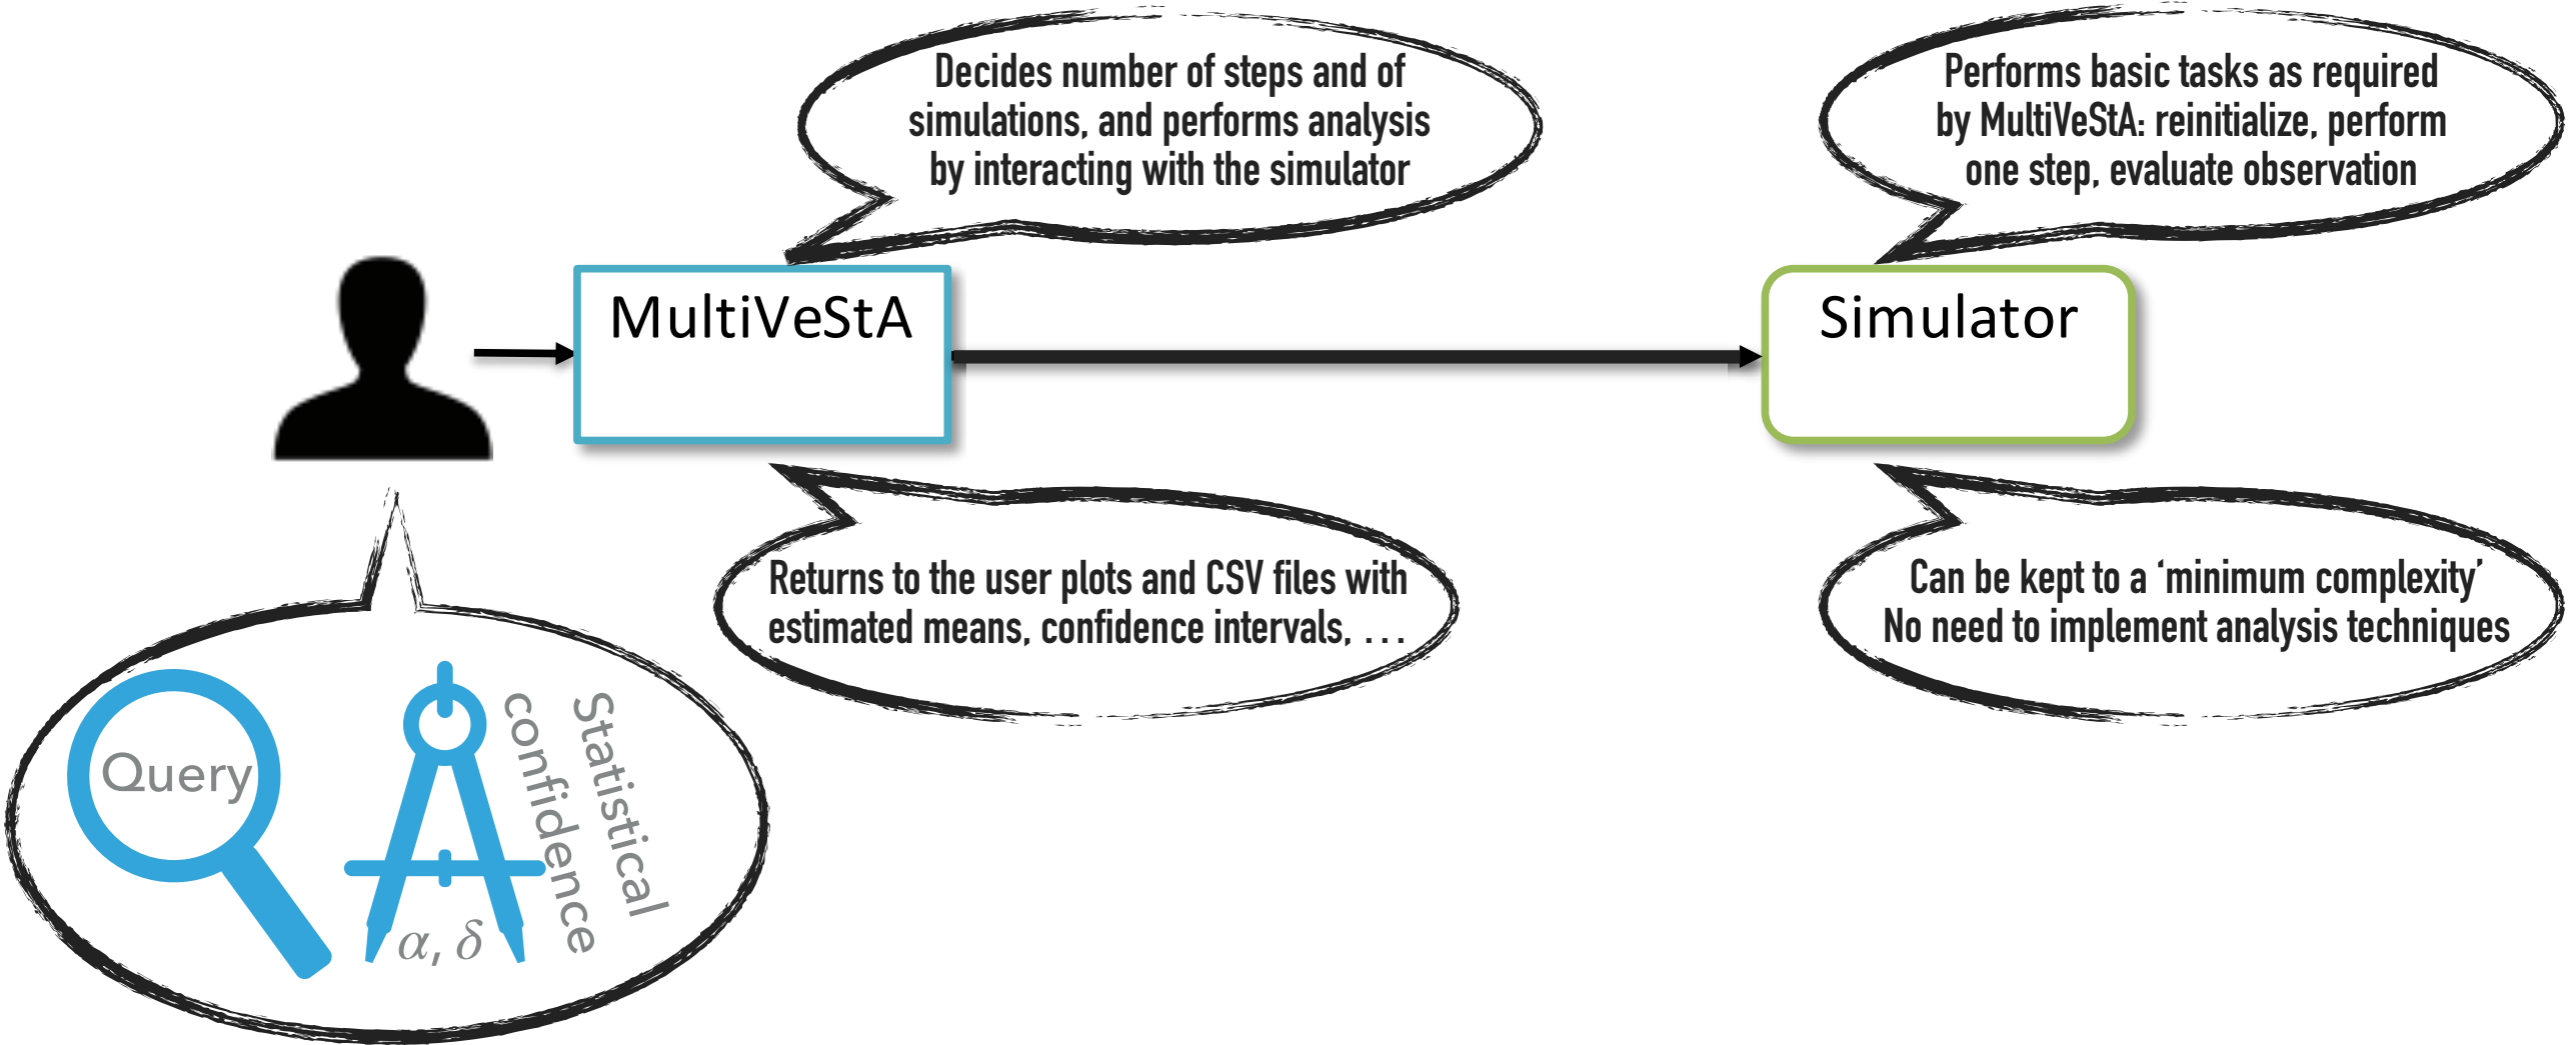 Decides number of steps and of
simulations, and performs analysis
by interacting with the simulator
Performs basic tasks as required
by MultiVeStA: reinitialize, perform
one step, evaluate observation
MultiVeStA
Simulator
Returns to the user plots and CSV files with
estimated means, confidence intervals, …
Can be kept to a ‘minimum complexity’
No need to implement analysis techniques
Query
α, δ
Statistical
confidence